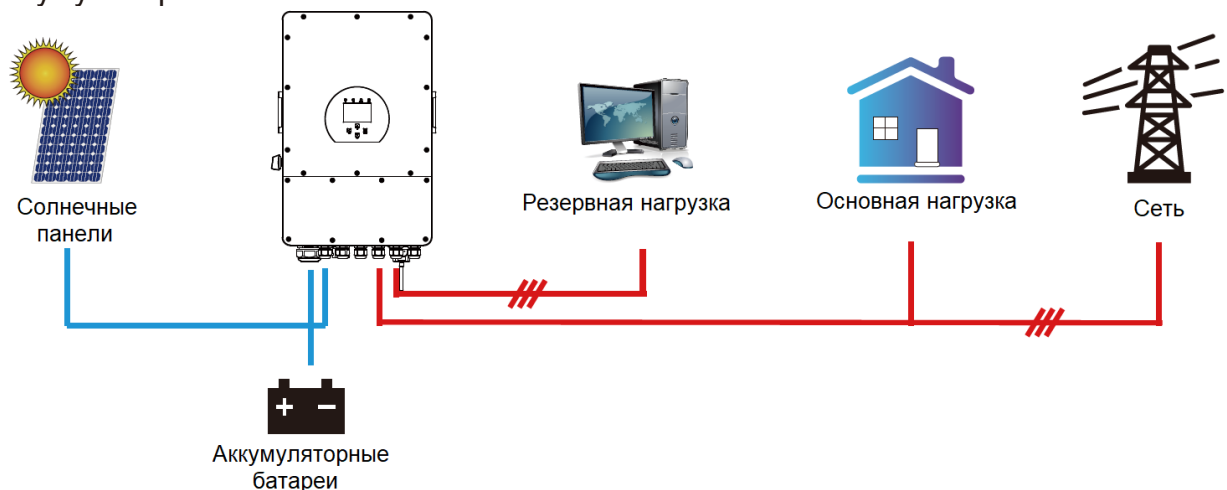 Солнечные
панели
Резервная нагрузка
Основная нагрузка
Сеть
Аккумуляторные
батареи